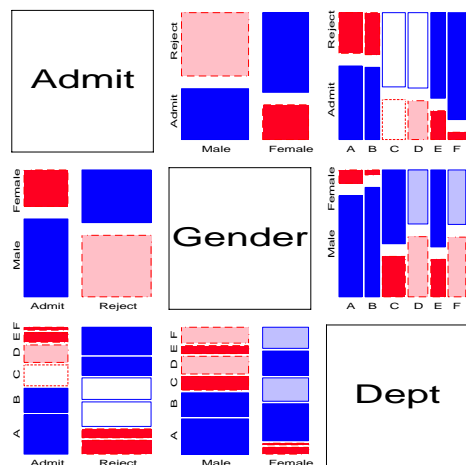 Admit
Reject
Admit
Male Female
Reject
Admit
A B C D E F
Female
Male
Admit Reject
Gender
Female
Male
A B C D E F
F
E
D
C
B
A
Admit Reject
F
E
D
C
B
A
Male Female
Dept